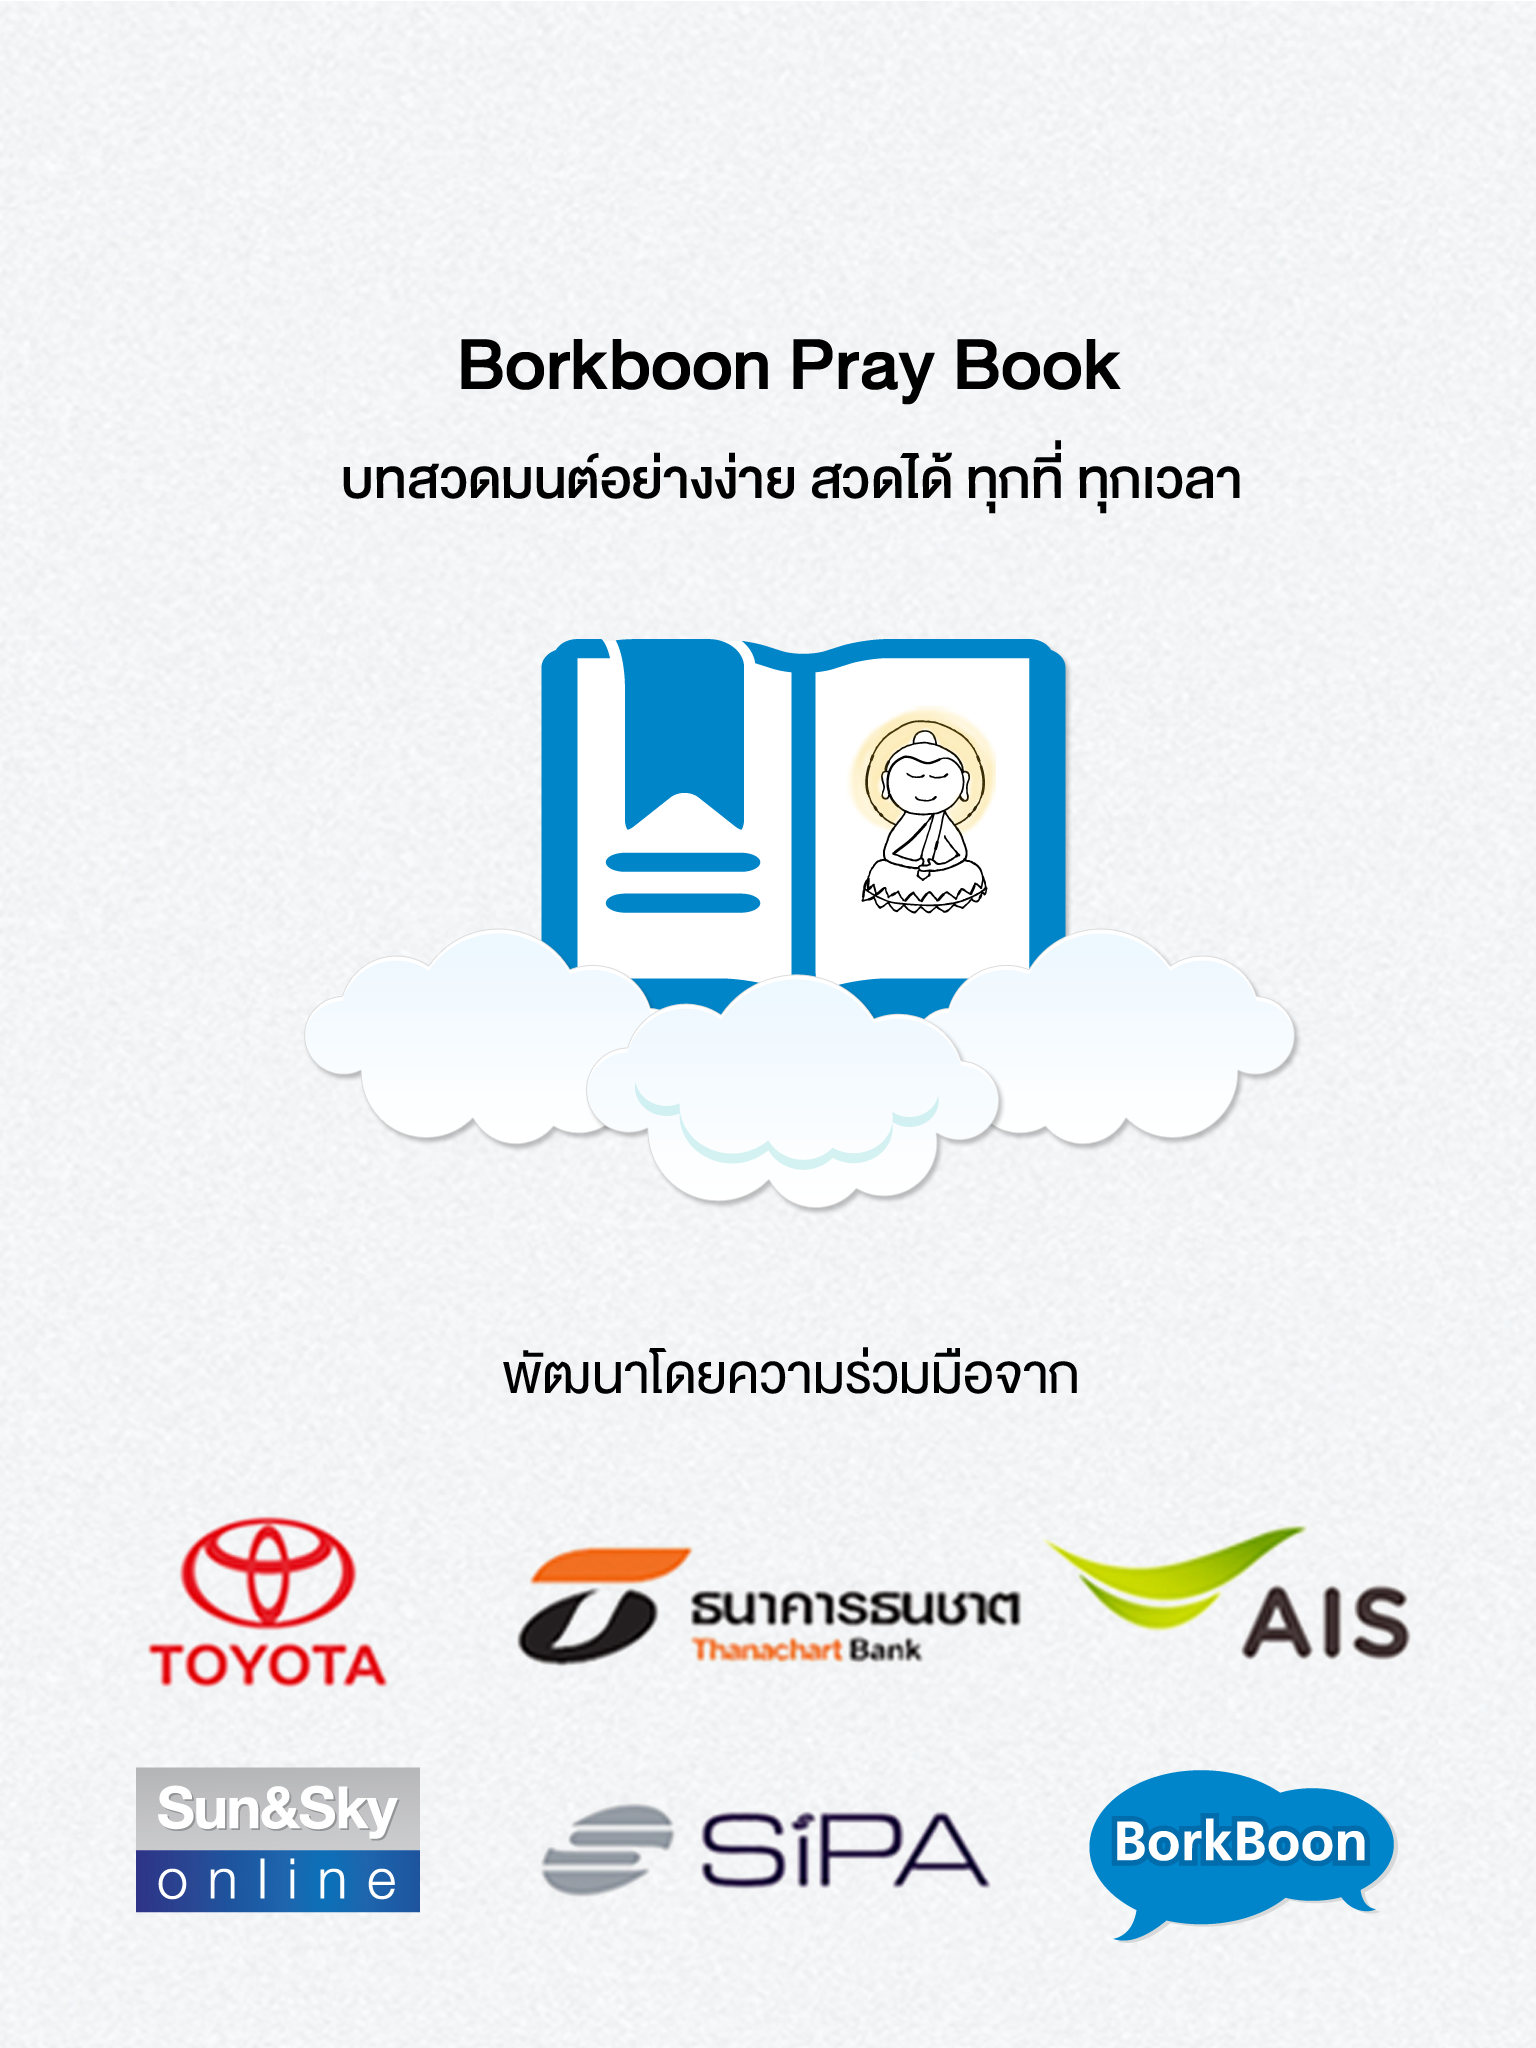 Borkboon Pray Book
บทสวดมนต์อย่างง่าย สวดได้ ทุกที่ ทุกเวลา
พัฒนาโดยความร่วมมือจาก
TOYOTA
ธนาคารธนชาต
Thanachart Bank
AIS
Sun&Sky
online
SiPA
BorkBoon